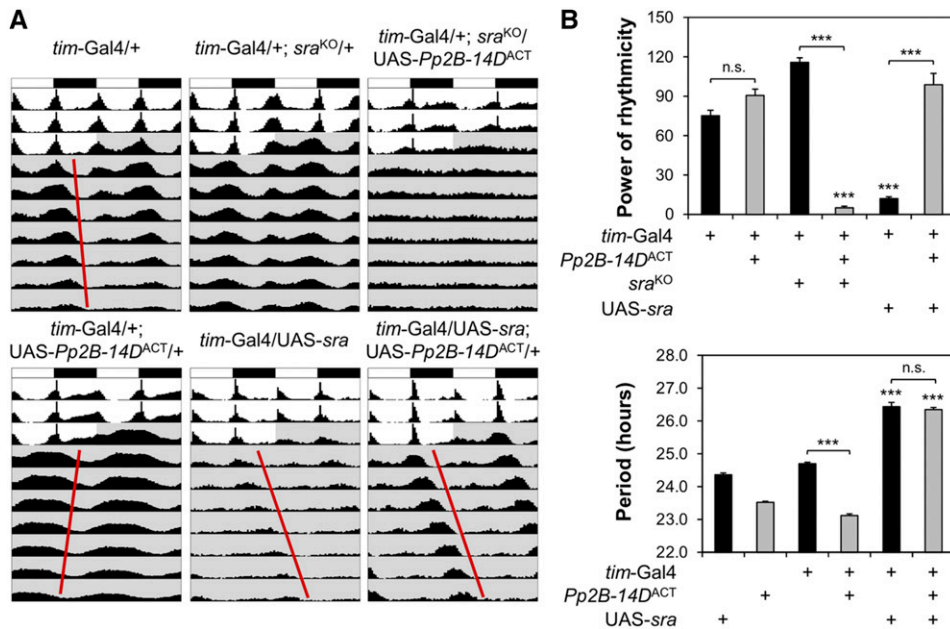 A
tim-Gal4/+
tim-Gal4/+; sraKO/+
tim-Gal4/+; sraKO/
UAS-Pp2B-14DACT
tim-Gal4/+;
UAS-Pp2B-14DACT/+
tim-Gal4/UAS-sra
tim-Gal4/UAS-sra;
UAS-Pp2B-14DACT/+
B
Power of rhythmicity
150
120
90
60
30
0
n.s.
***
***
***
***
tim-Gal4 + + + + + +
Pp2B-14DACT + + +
sraKO + +
UAS-sra + +
Period (hours)
28.0
27.0
26.0
25.0
24.0
23.0
22.0
***
***
n.s.
***
tim-Gal4 + + + +
Pp2B-14DACT + + +
UAS-sra + + +